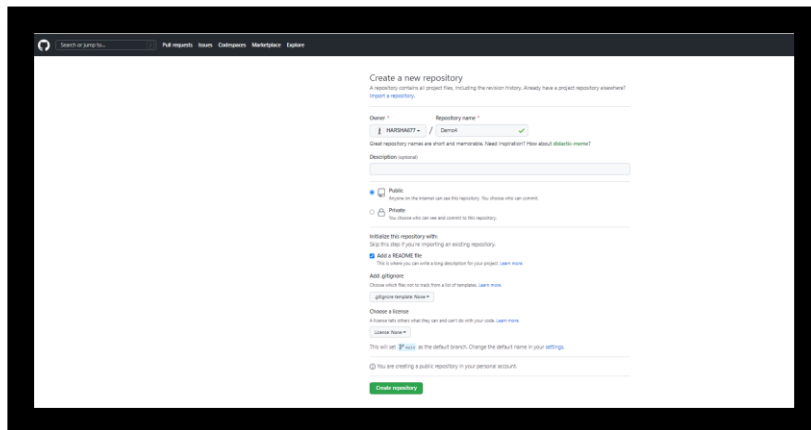 Search or jump to... /
Pull requests Issues Codespaces Marketplace Explore
Create a new repository
A repository contains all project files, including the revision history. Already have a project repository elsewhere?
Import a repository.
Owner * Repository name *
HARSHA677 / Demo4
Great repository names are short and memorable. Need inspiration? How about didactic-meme?
Description (optional)
Public
Anyone on the internet can see this repository. You choose who can commit.
Private
You choose who can see and commit to this repository.
Initialize this repository with:
Skip this step if you're importing an existing repository.
Add a README file
This is where you can write a long description for your project. Learn more.
Add .gitignore
Choose which files not to track from a list of templates. Learn more.
.gitignore template: None
Choose a license
A license tells others what they can and can't do with your code. Learn more.
License: None
This will set main as the default branch. Change the default name in your settings.
You are creating a public repository in your personal account.
Create repository